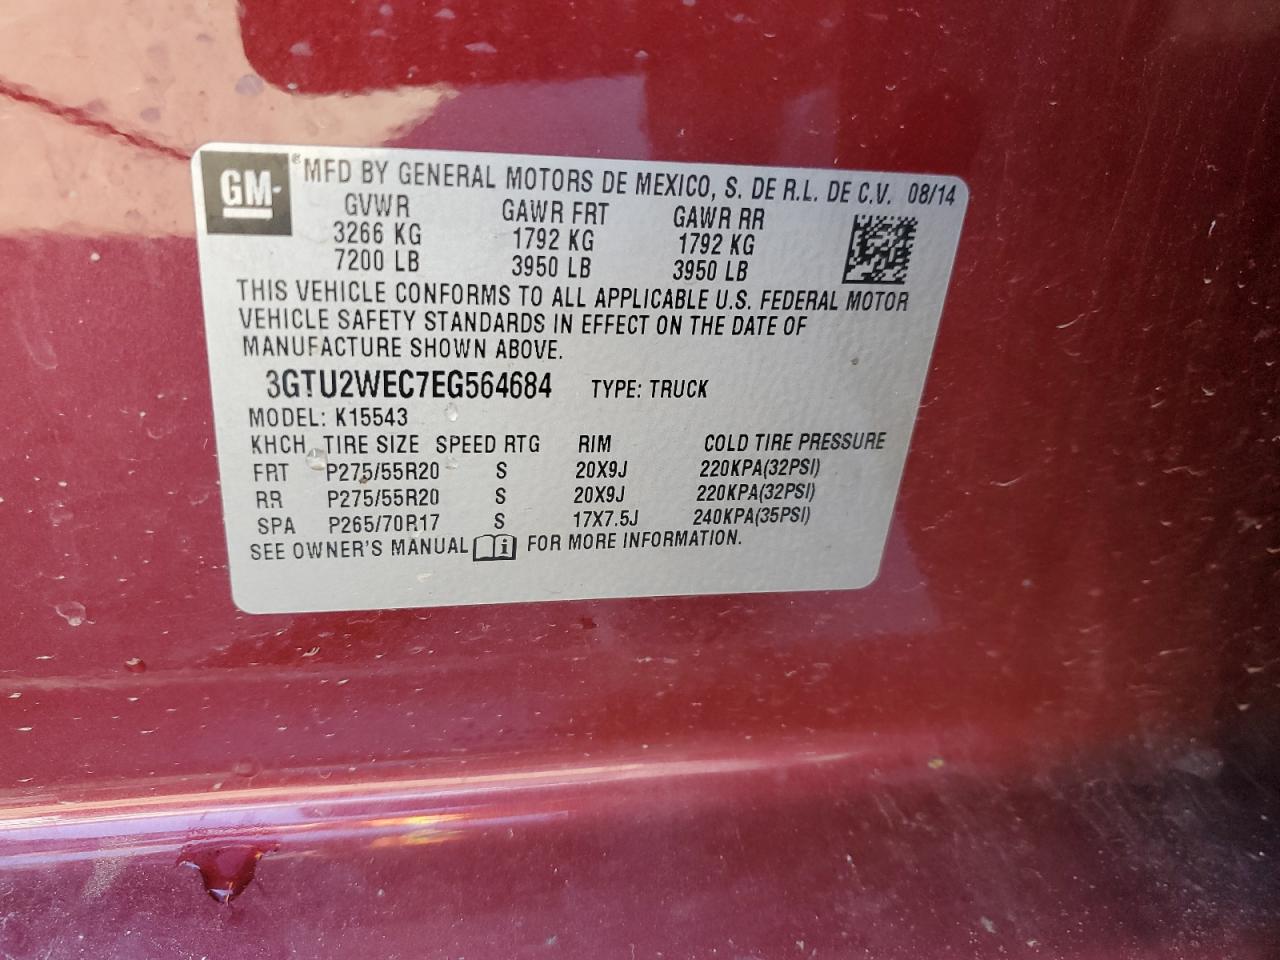 GM
® MFD BY GENERAL MOTORS DE MEXICO, S. DE R.L. DE C.V. 08/14
GVWR GAWR FRT GAWR RR
3266 KG 1792 KG 1792 KG
7200 LB 3950 LB 3950 LB
THIS VEHICLE CONFORMS TO ALL APPLICABLE U.S. FEDERAL MOTOR
VEHICLE SAFETY STANDARDS IN EFFECT ON THE DATE OF
MANUFACTURE SHOWN ABOVE.
3GTU2WEC7EG564684 TYPE: TRUCK
MODEL: K15543
KHCH TIRE SIZE SPEED RTG RIM COLD TIRE PRESSURE
FRT P275/55R20 S 20X9J 220KPA(32PSI)
RR P275/55R20 S 20X9J 220KPA(32PSI)
SPA P265/70R17 S 17X7.5J 240KPA(35PSI)
SEE OWNER'S MANUAL i FOR MORE INFORMATION.